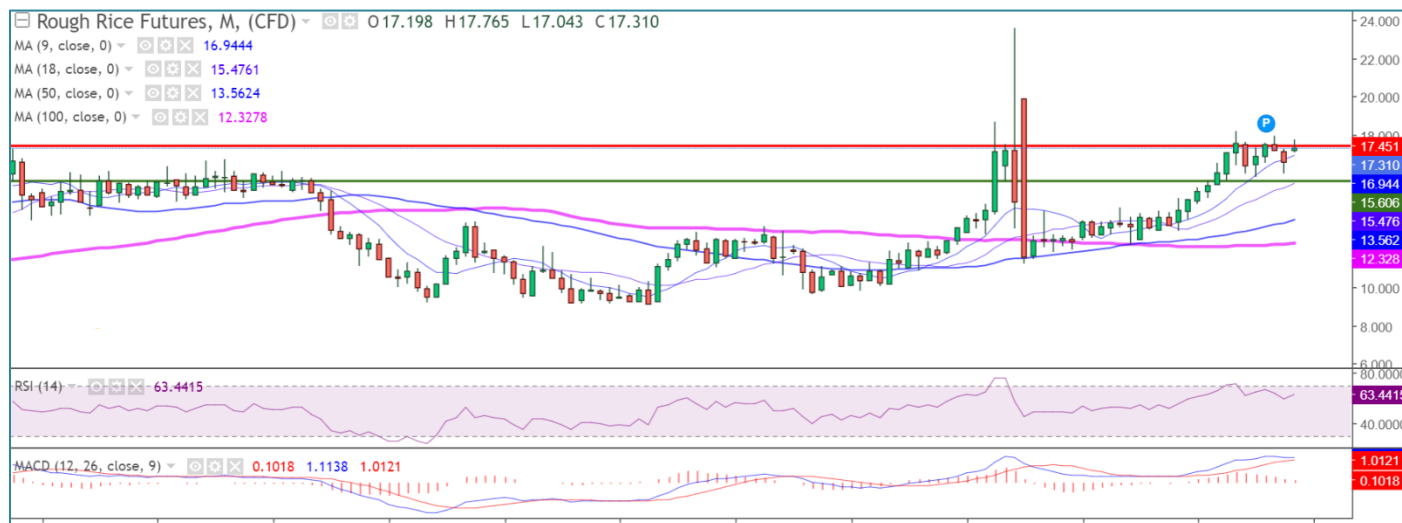 Rough Rice Futures, M, (CFD) O17.198 H17.765 L17.043 C17.310
MA (9, close, 0) 16.9444
MA (18, close, 0) 15.4761
MA (50, close, 0) 13.5624
MA (100, close, 0) 12.3278
24.000
22.000
20.000
P
18.000
17.451
17.310
16.944
15.606
15.476
13.562
12.328
10.000
8.000
6.000
RSI (14) 63.4415
80.0000
63.4415
40.0000
MACD (12, 26, close, 9) 0.1018 1.1138 1.0121
1.0121
0.1018